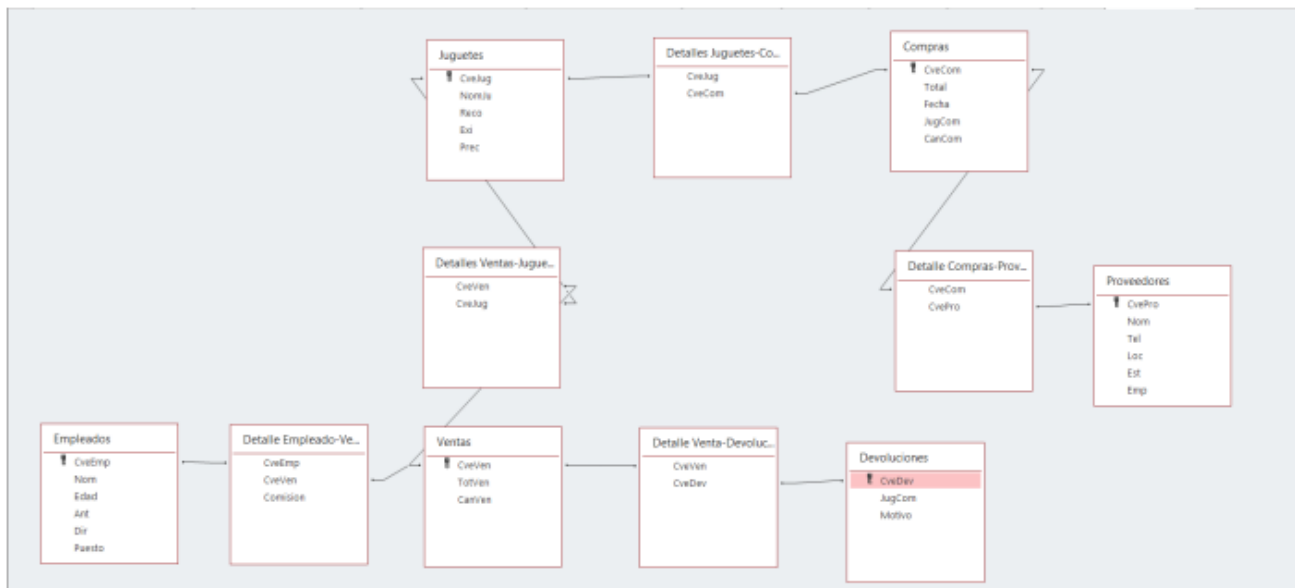 Juguetes
CveJug
NomJu
Reco
Exi
Prec
Detalles Juguetes-Co...
CveJug
CveCom
Compras
CveCom
Total
Fecha
JugCom
CanCom
Detalles Ventas-Jugue...
CveVen
CveJug
Detalle Compras-Prov...
CveCom
CvePro
Proveedores
CvePro
Nom
Tel
Loc
Est
Emp
Empleados
CveEmp
Nom
Edad
Ant
Dir
Puesto
Detalle Empleado-Ve...
CveEmp
CveVen
Comision
Ventas
CveVen
TotVen
CanVen
Detalle Venta-Devoluc...
CveVen
CveDev
Devoluciones
CveDev
JugCom
Motivo